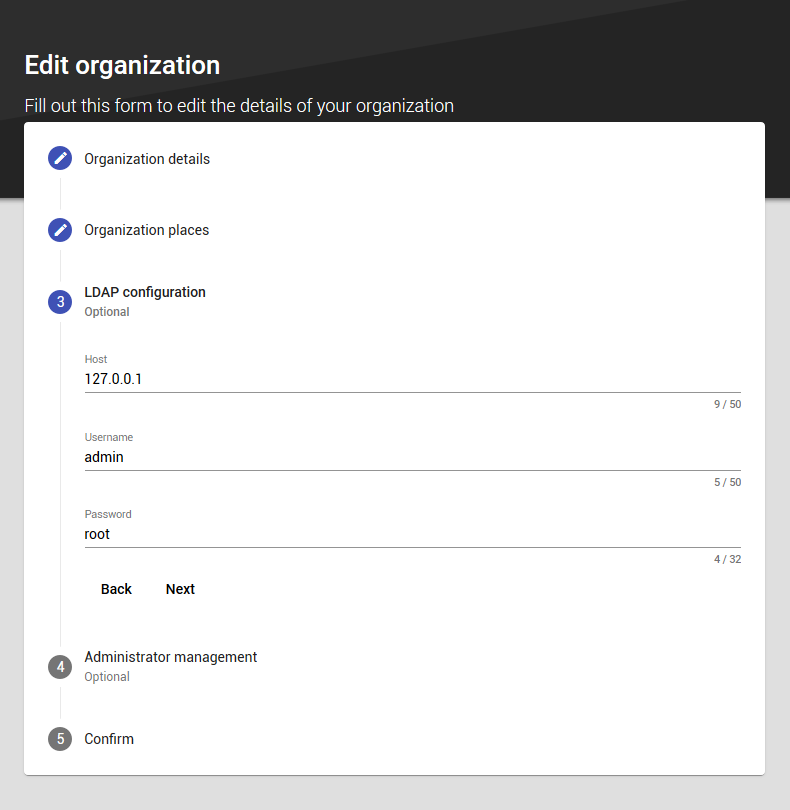 Edit organization
Fill out this form to edit the details of your organization
Organization details
Organization places
3
LDAP configuration
Optional
Host
127.0.0.1
9 / 50
Username
admin
5 / 50
Password
root
4 / 32
Back Next
4
Administrator management
Optional
5
Confirm